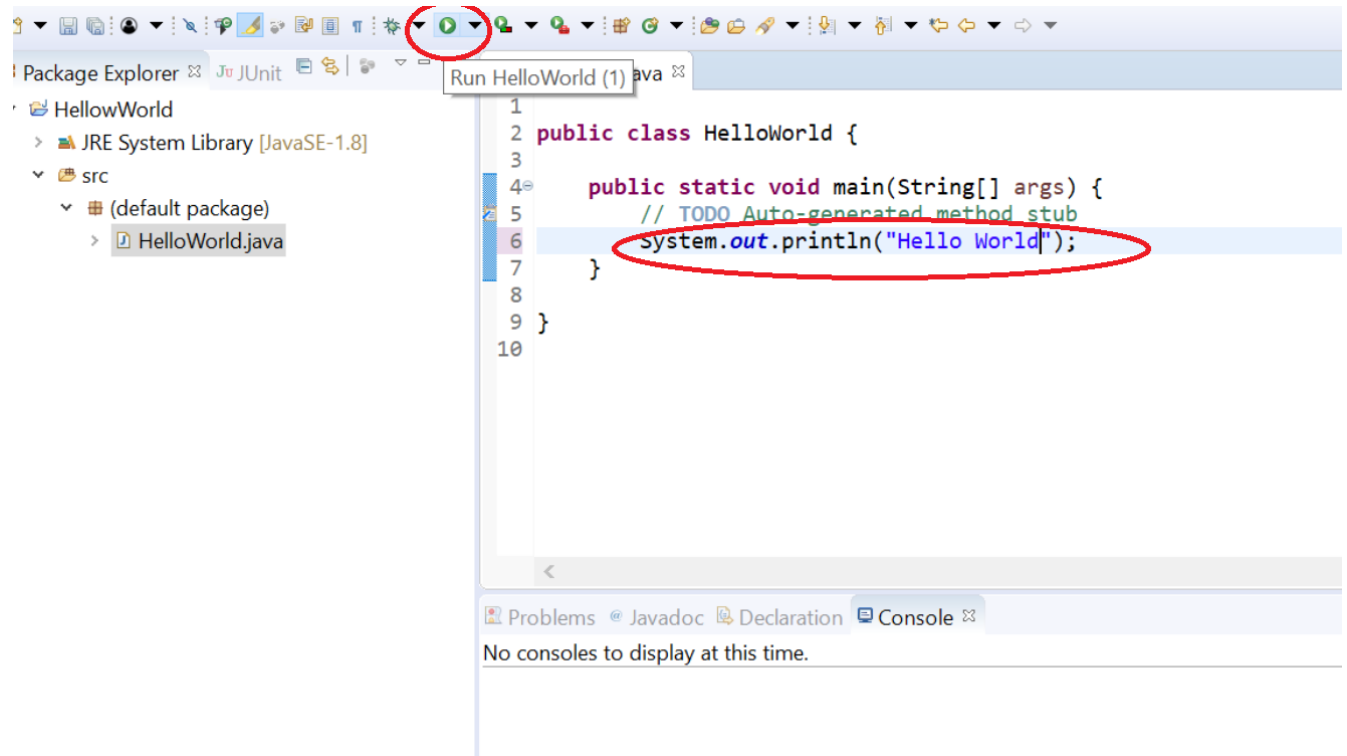 Package Explorer JUnit
Run HelloWorld (1) ava
HellowWorld
JRE System Library [JavaSE-1.8]
src
(default package)
HelloWorld.java
1
2 public class HelloWorld {
3
4 public static void main(String[] args) {
5 // TODO Auto-generated method stub
6 System.out.println("Hello World");
7 }
8
9 }
10
Problems @ Javadoc Declaration Console
No consoles to display at this time.